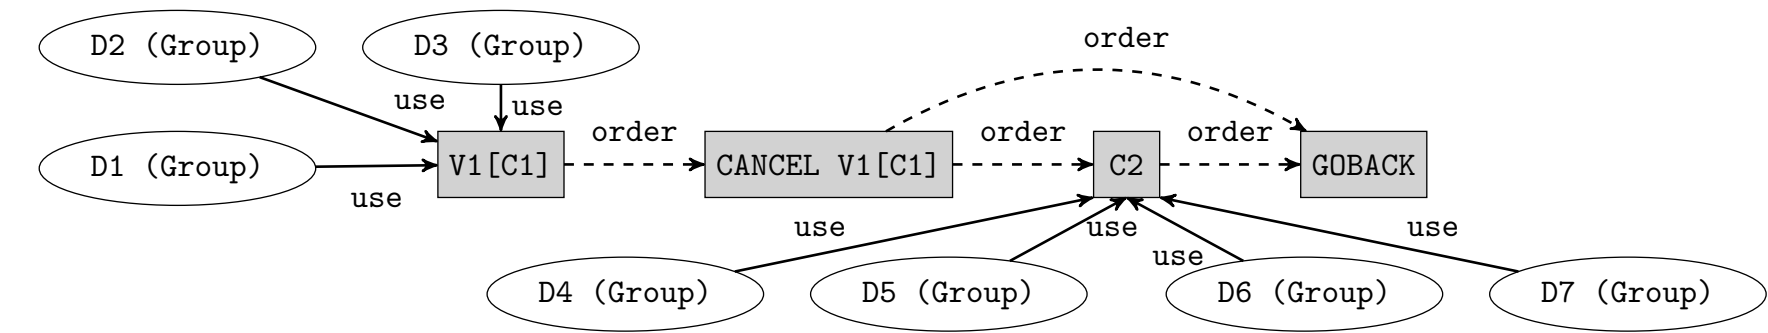 order
D2 (Group)
D3 (Group)
use
use
order
order
order
D1 (Group)
V1[C1]
CANCEL V1[C1]
C2
GOBACK
use
use
use
use
use
D4 (Group)
D5 (Group)
D6 (Group)
D7 (Group)